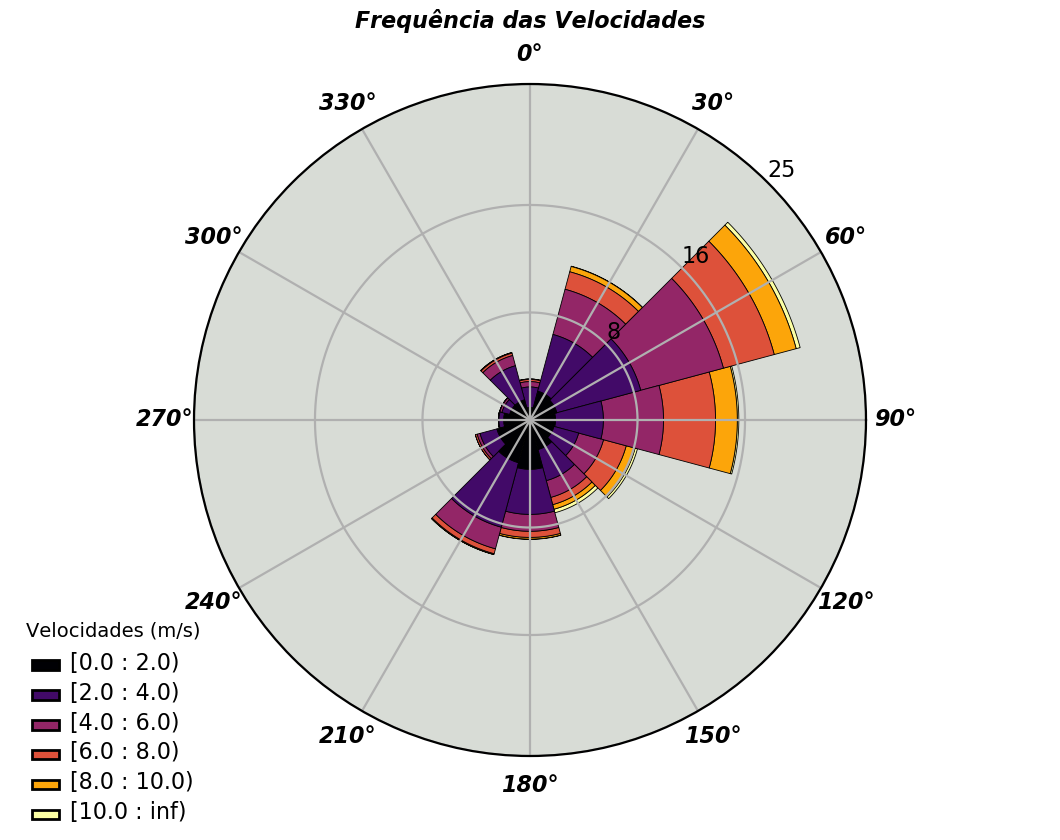 Frequência das Velocidades
0°
330°
30°
25
300°
60°
16
8
270°
90°
240°
120°
210°
150°
180°
Velocidades (m/s)
[0.0 : 2.0)
[2.0 : 4.0)
[4.0 : 6.0)
[6.0 : 8.0)
[8.0 : 10.0)
[10.0 : inf)